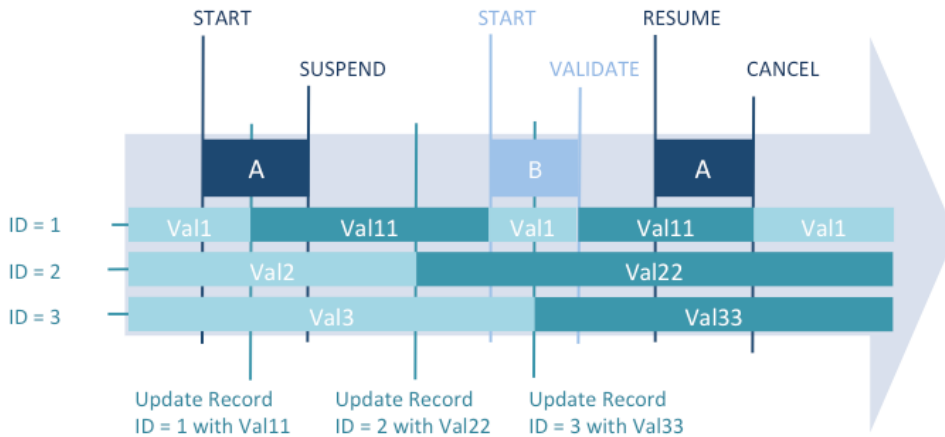 START
START
RESUME
SUSPEND
VALIDATE
CANCEL
A
B
A
ID = 1
Val1
Val11
Val1
Val11
Val1
ID = 2
Val2
Val22
ID = 3
Val3
Val33
Update Record
ID = 1 with Val11
Update Record
ID = 2 with Val22
Update Record
ID = 3 with Val33